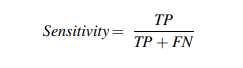 Sensitivity = TP / TP + FN